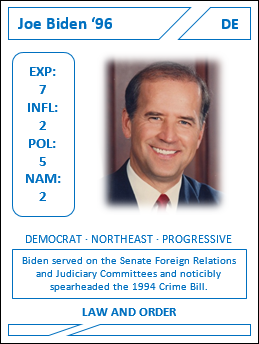 Joe Biden ‘96
DE
EXP:
7
INFL:
2
POL:
5
NAM:
2
DEMOCRAT · NORTHEAST · PROGRESSIVE
Biden served on the Senate Foreign Relations
and Judiciary Committees and noticibly
spearheaded the 1994 Crime Bill.
LAW AND ORDER